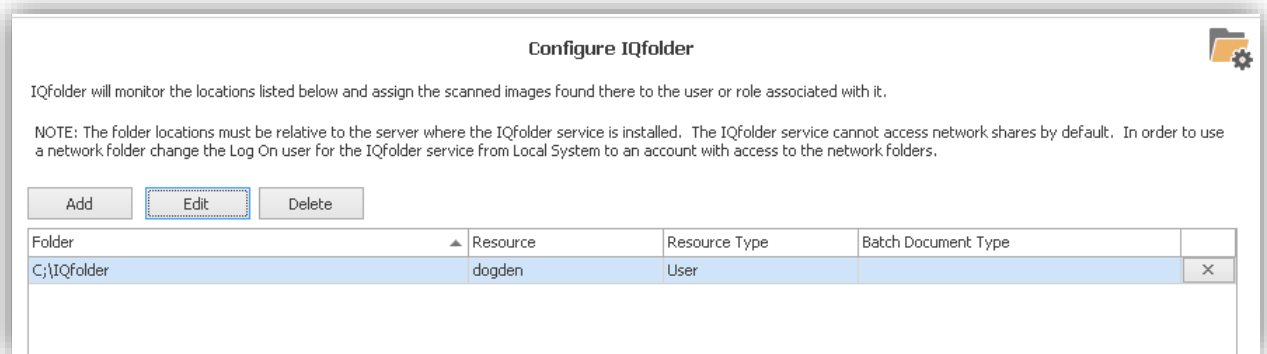 Configure IQfolder
IQfolder will monitor the locations listed below and assign the scanned images found there to the user or role associated with it.
NOTE: The folder locations must be relative to the server where the IQfolder service is installed. The IQfolder service cannot access network shares by default. In order to use
a network folder change the Log On user for the IQfolder service from Local System to an account with access to the network folders.
Add Edit Delete
Folder Resource Resource Type Batch Document Type
C;\IQfolder dogden User